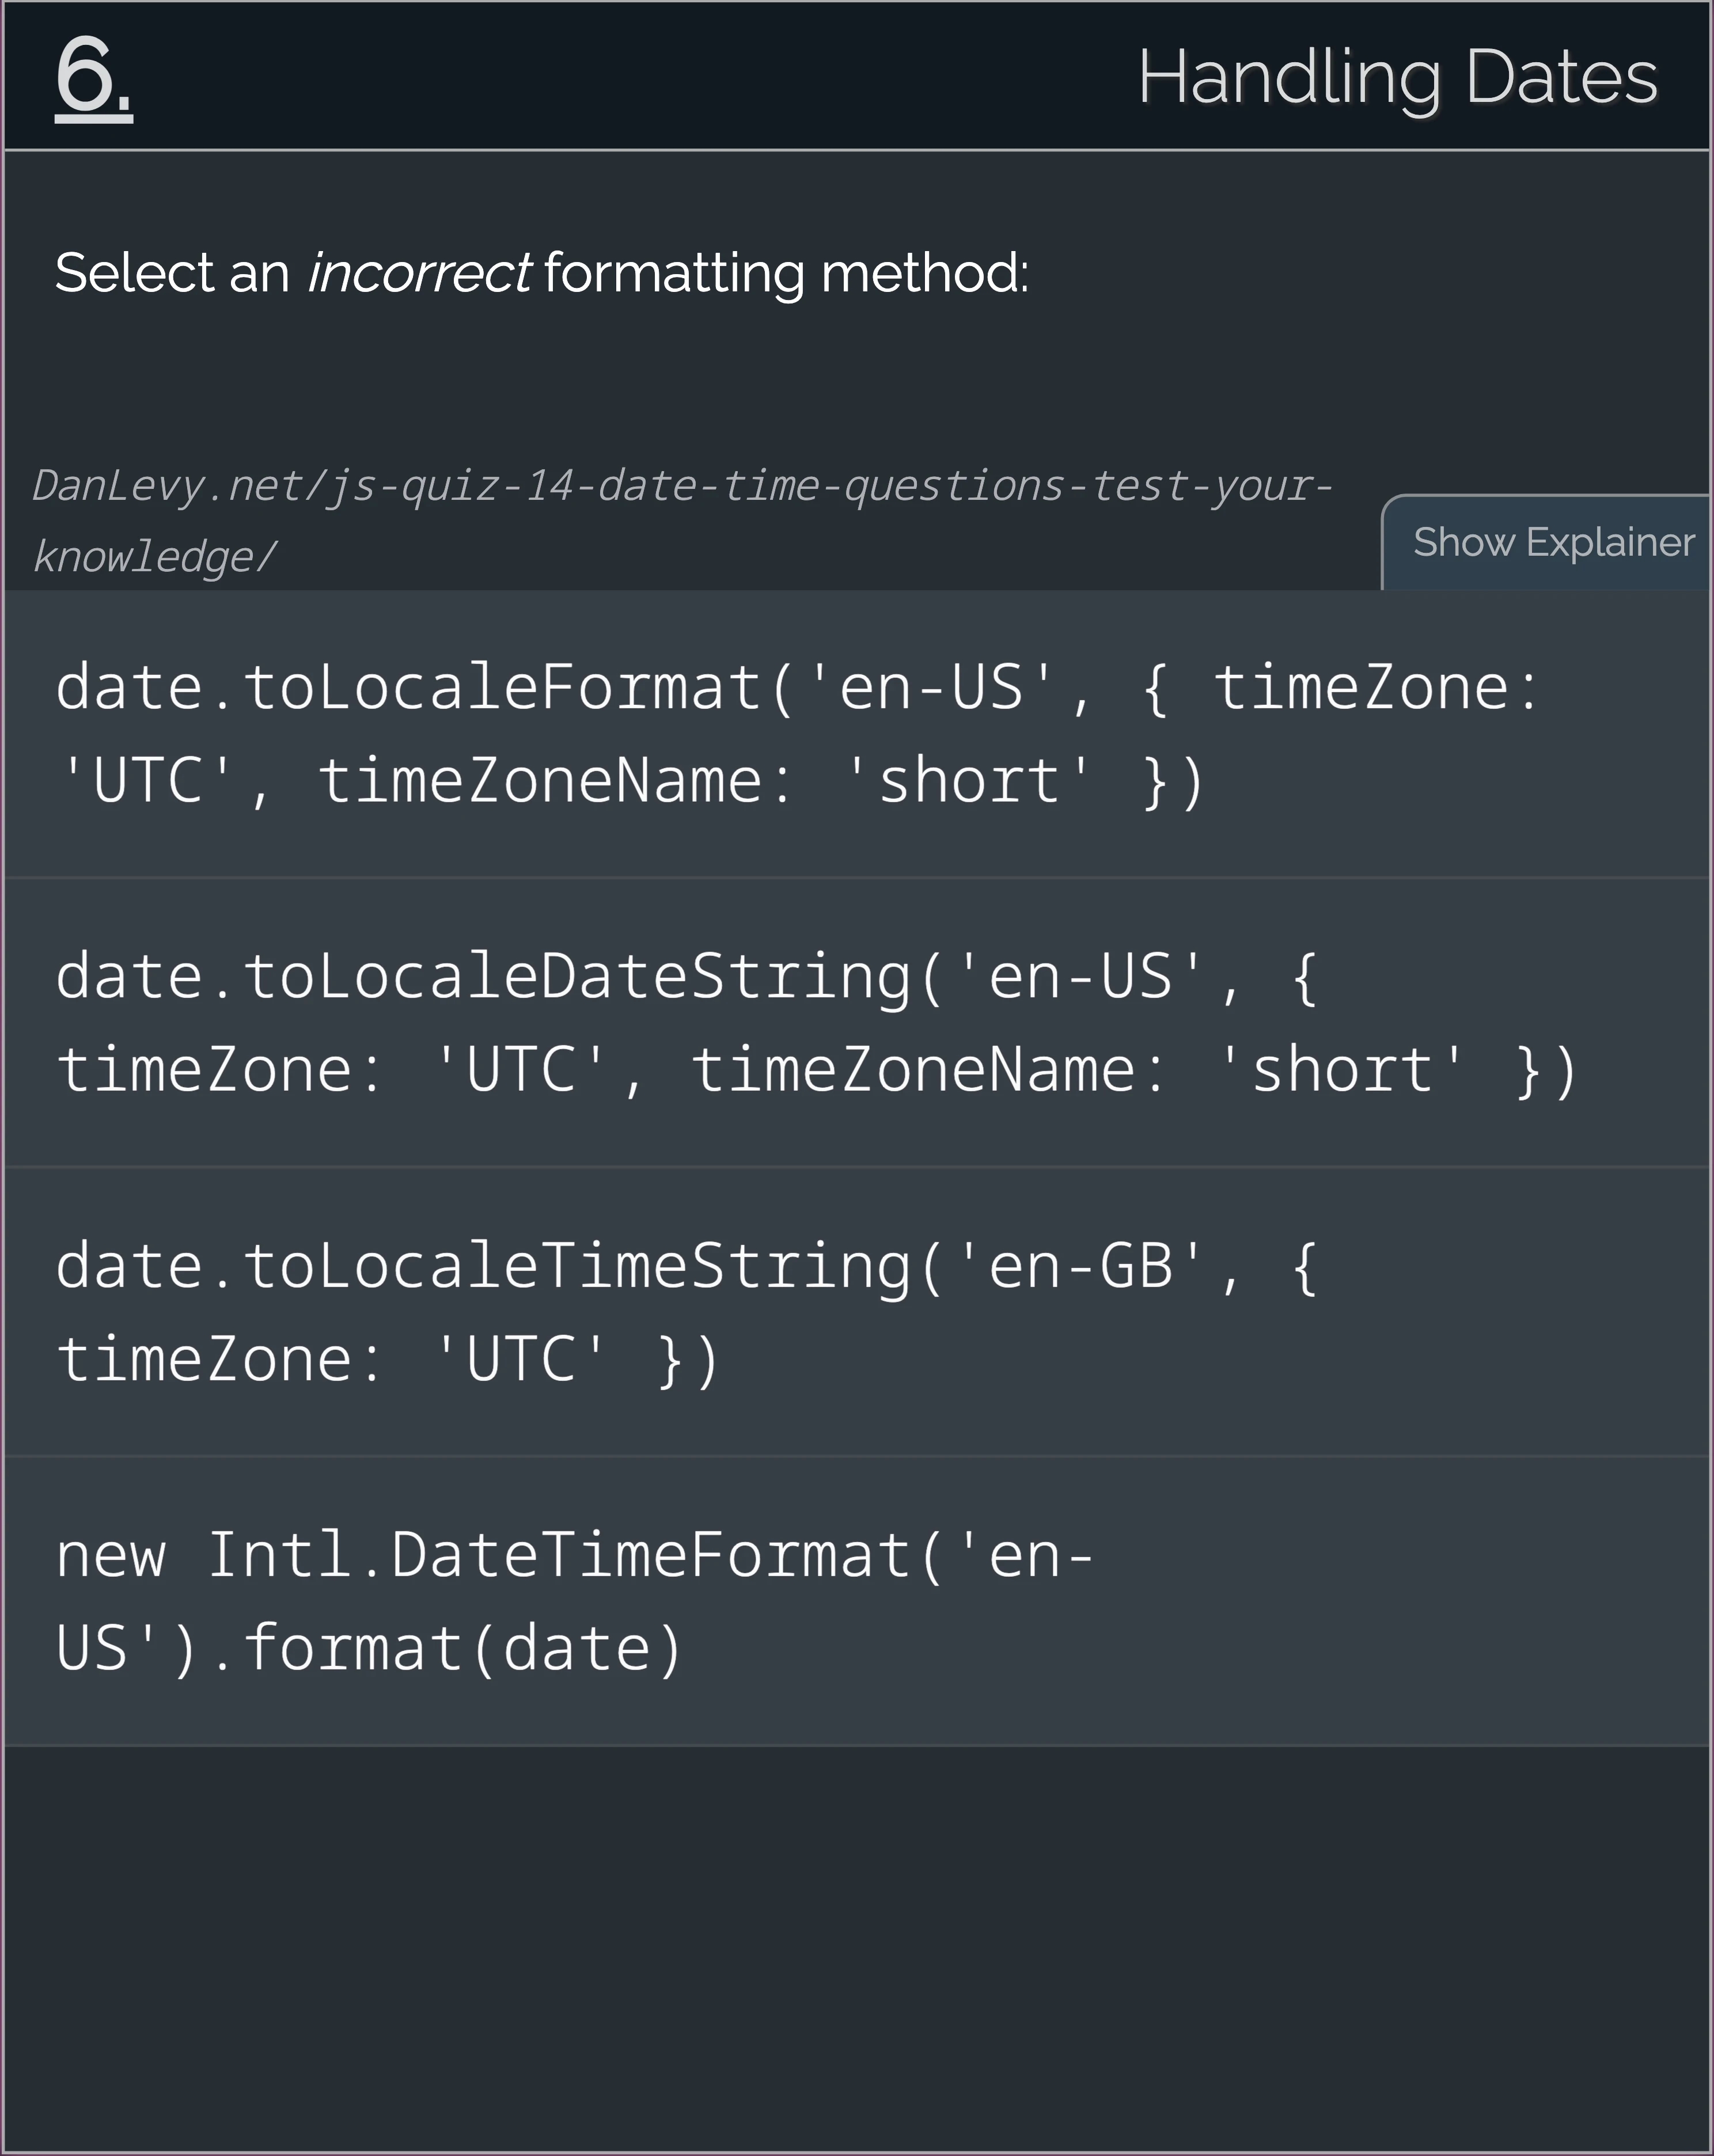 6.
Handling Dates
Select an incorrect formatting method:
DanLevy.net/js-quiz-14-date-time-questions-test-your-
knowledge/
Show Explainer
date.toLocaleFormat('en-US', { timeZone:
'UTC', timeZoneName: 'short' })
date.toLocaleDateString('en-US', {
timeZone: 'UTC', timeZoneName: 'short' })
date.toLocaleTimeString('en-GB', {
timeZone: 'UTC' })
new Intl.DateTimeFormat('en-
US').format(date)